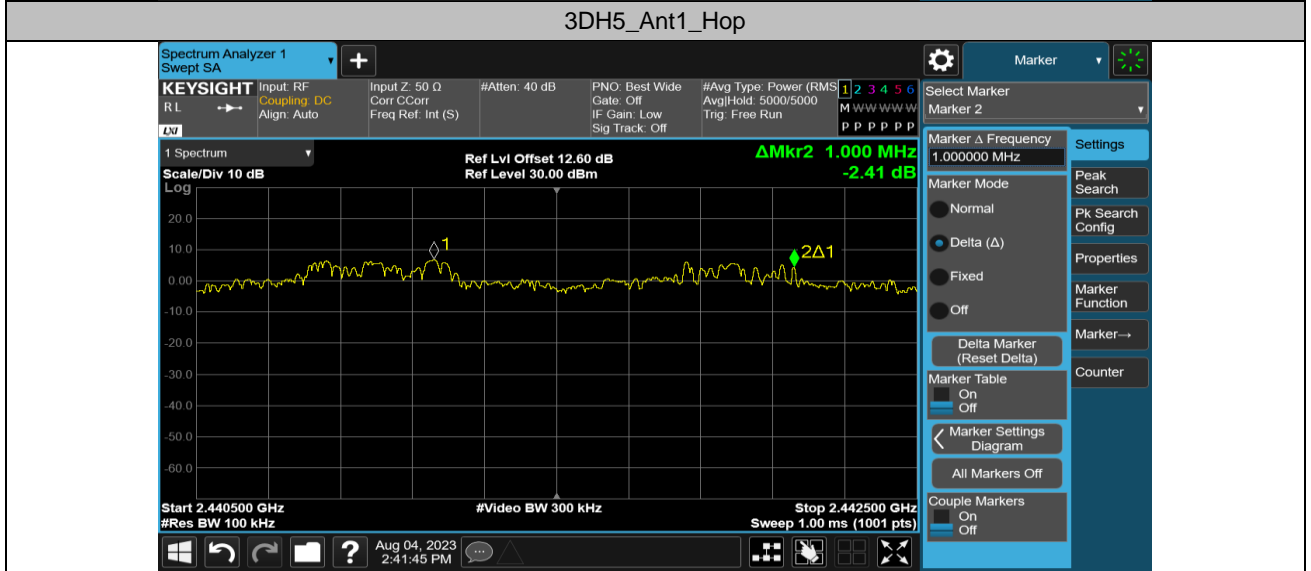 3DH5_Ant1_Hop
Spectrum Analyzer 1
Swept SA
Marker
KEYSIGHT
R L
LXI
Input: RF
Coupling: DC
Align: Auto
Input Z: 50 Ω
Corr CCorr
Freq Ref: Int (S)
#Atten: 40 dB
PNO: Best Wide
Gate: Off
IF Gain: Low
Sig Track: Off
#Avg Type: Power (RMS
Avg|Hold: 5000/5000
Trig: Free Run
1 2 3 4 5 6
M W W W W W
P P P P P P
Select Marker
Marker 2
1 Spectrum
Scale/Div 10 dB
Log
Ref Lvl Offset 12.60 dB
Ref Level 30.00 dBm
ΔMkr2 1.000 MHz
-2.41 dB
20.0
10.0
0.00
-10.0
-20.0
-30.0
-40.0
-50.0
-60.0
1
2Δ1
Start 2.440500 GHz
#Res BW 100 kHz
#Video BW 300 kHz
Stop 2.442500 GHz
Sweep 1.00 ms (1001 pts)
Marker Δ Frequency
1.000000 MHz
Marker Mode
Normal
Delta (Δ)
Fixed
Off
Delta Marker
(Reset Delta)
Marker Table
On
Off
Marker Settings
Diagram
All Markers Off
Couple Markers
On
Off
Settings
Peak
Search
Pk Search
Config
Properties
Marker
Function
Marker→
Counter
?
Aug 04, 2023
2:41:45 PM